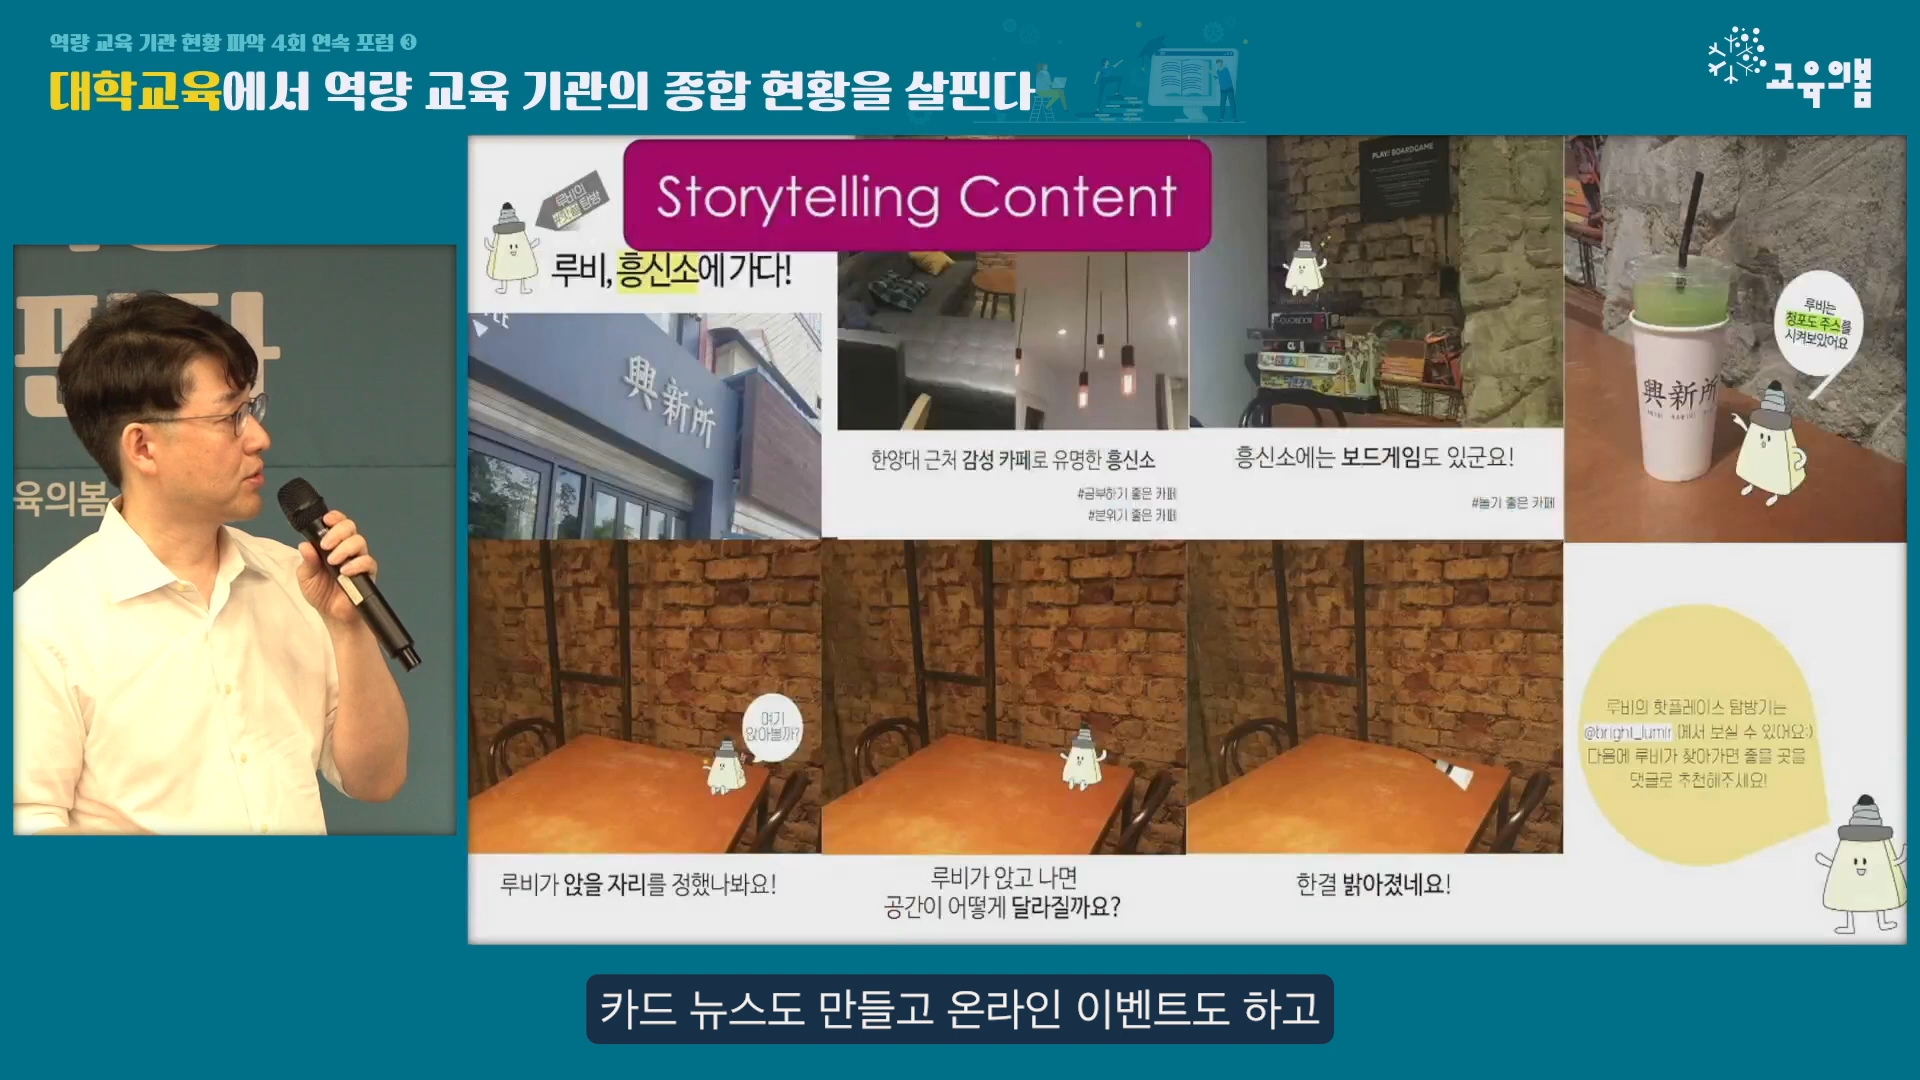 역량 교육 기관 현황 파악 4회 연속 포럼 ❸
대학교육에서 역량 교육 기관의 종합 현황을 살핀다
교육의봄
육의봄
Storytelling Content
루비의
탐방
루비, 흥신소에 가다!
興新所
한양대 근처 감성 카페로 유명한 흥신소
#공부하기 좋은 카페
#분위기 좋은 카페
PLAY! BOARDGAME
흥신소에는 보드게임도 있군요!
#놀기 좋은 카페
루비는
청포도 주스를
시켜보았어요
興新所
여기
앉아볼까?
루비가 앉을 자리를 정했나봐요!
루비가 앉고 나면
공간이 어떻게 달라질까요?
한결 밝아졌네요!
루비의 핫플레이스 탐방기는
@bright_lumir 에서 보실 수 있어요:)
다음에 루비가 찾아가면 좋을 곳을
댓글로 추천해주세요!
카드 뉴스도 만들고 온라인 이벤트도 하고